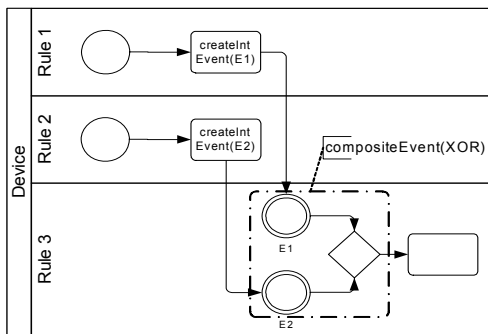 Device
Rule 1
createInt
Event(E1)
Rule 2
createInt
Event(E2)
compositeEvent(XOR)
Rule 3
E1
E2